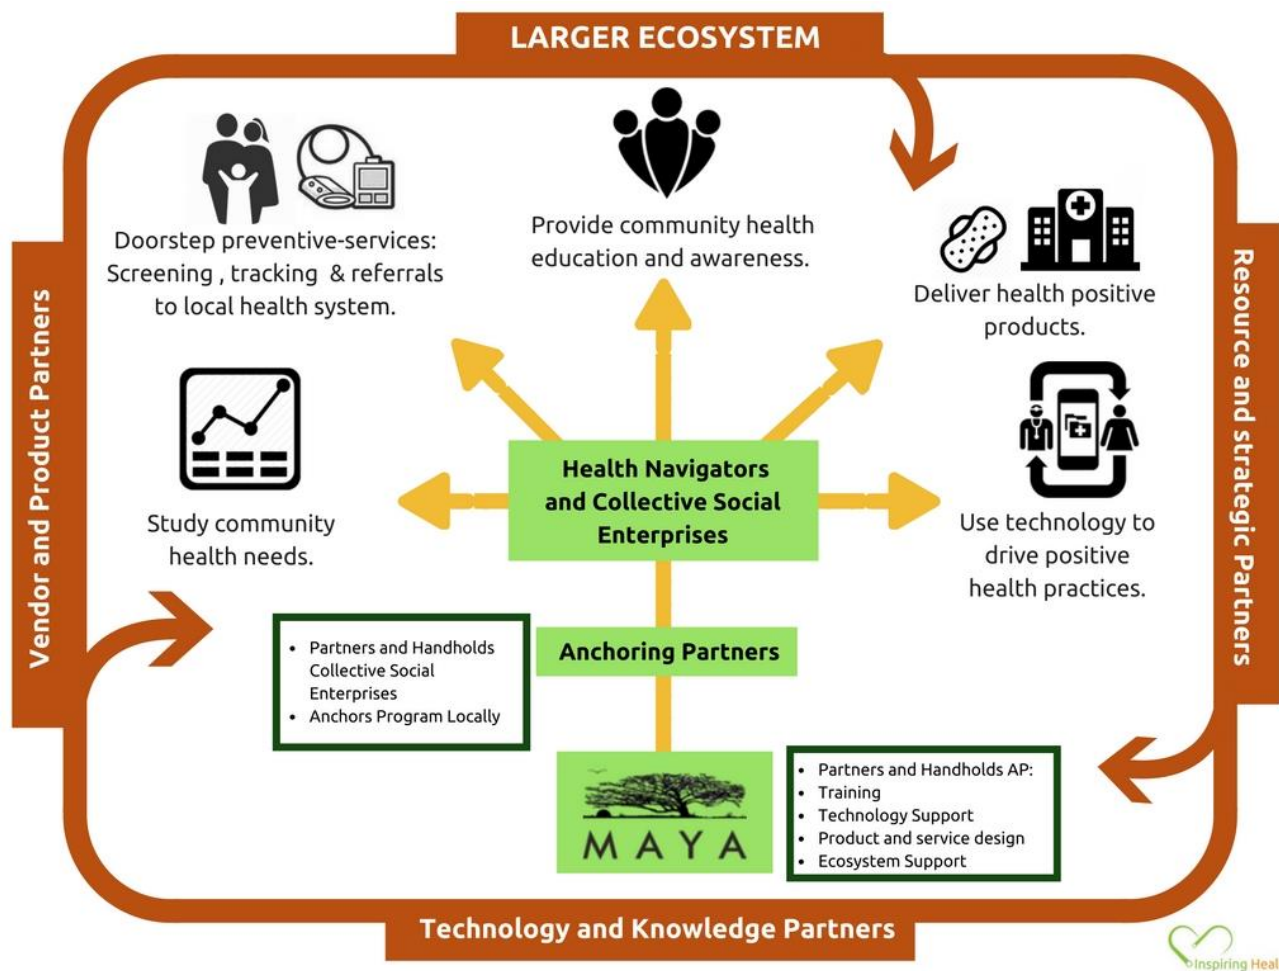 LARGER ECOSYSTEM
Doorstep preventive-services:
Screening , tracking & referrals
to local health system.
Provide community health
education and awareness.
Deliver health positive
products.
Vendor and Product Partners
Resource and strategic Partners
Study community
health needs.
Health Navigators
and Collective Social
Enterprises
Use technology to
drive positive
health practices.
• Partners and Handholds
Collective Social
Enterprises
• Anchors Program Locally
Anchoring Partners
MAYA
• Partners and Handholds AP:
• Training
• Technology Support
• Product and service design
• Ecosystem Support
Technology and Knowledge Partners
Inspiring Heal